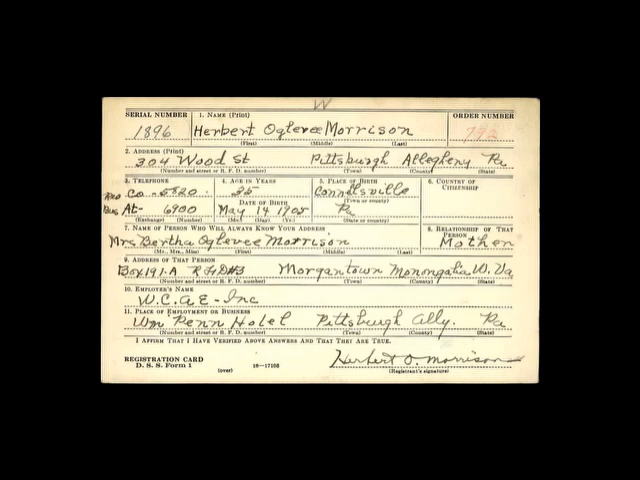 W
SERIAL NUMBER 1. NAME (Print) ORDER NUMBER
1896 Herbert Oglevee Morrison 792
(First) (Middle) (Last)
2. ADDRESS (Print)
304 Wood St Pittsburgh Allegheny Pa
(Number and street or R. F. D. number) (Town) (County) (State)
3. TELEPHONE 4. AGE IN YEARS 5. PLACE OF BIRTH 6. COUNTRY OF CITIZENSHIP
Res Co. 35 Connellsville
DATE OF BIRTH (Town or county)
Bus At- 6900 May 14 1905 Pa
(Exchange) (Number) (Mo.) (Day) (Yr.) (State or country)
7. NAME OF PERSON WHO WILL ALWAYS KNOW YOUR ADDRESS 8. RELATIONSHIP OF THAT PERSON
Mrs Bertha Oglevee Morrison Mother
(Mr., Mrs., Miss) (First) (Middle) (Last)
9. ADDRESS OF THAT PERSON
Box 191-A R F D #3 Morgantown Monongalia W. Va
(Number and street or R. F. D. number) (Town) (County) (State)
10. EMPLOYER'S NAME
W.C.A.E - Inc
11. PLACE OF EMPLOYMENT OR BUSINESS
Wm Penn Hotel Pittsburgh Ally. Pa
(Number and street or R. F. D. number) (Town) (County) (State)
I AFFIRM THAT I HAVE VERIFIED ABOVE ANSWERS AND THAT THEY ARE TRUE.
REGISTRATION CARD Herbert O. Morrison
D. S. S. Form 1 (over) 16-17105 (Registrant's signature)